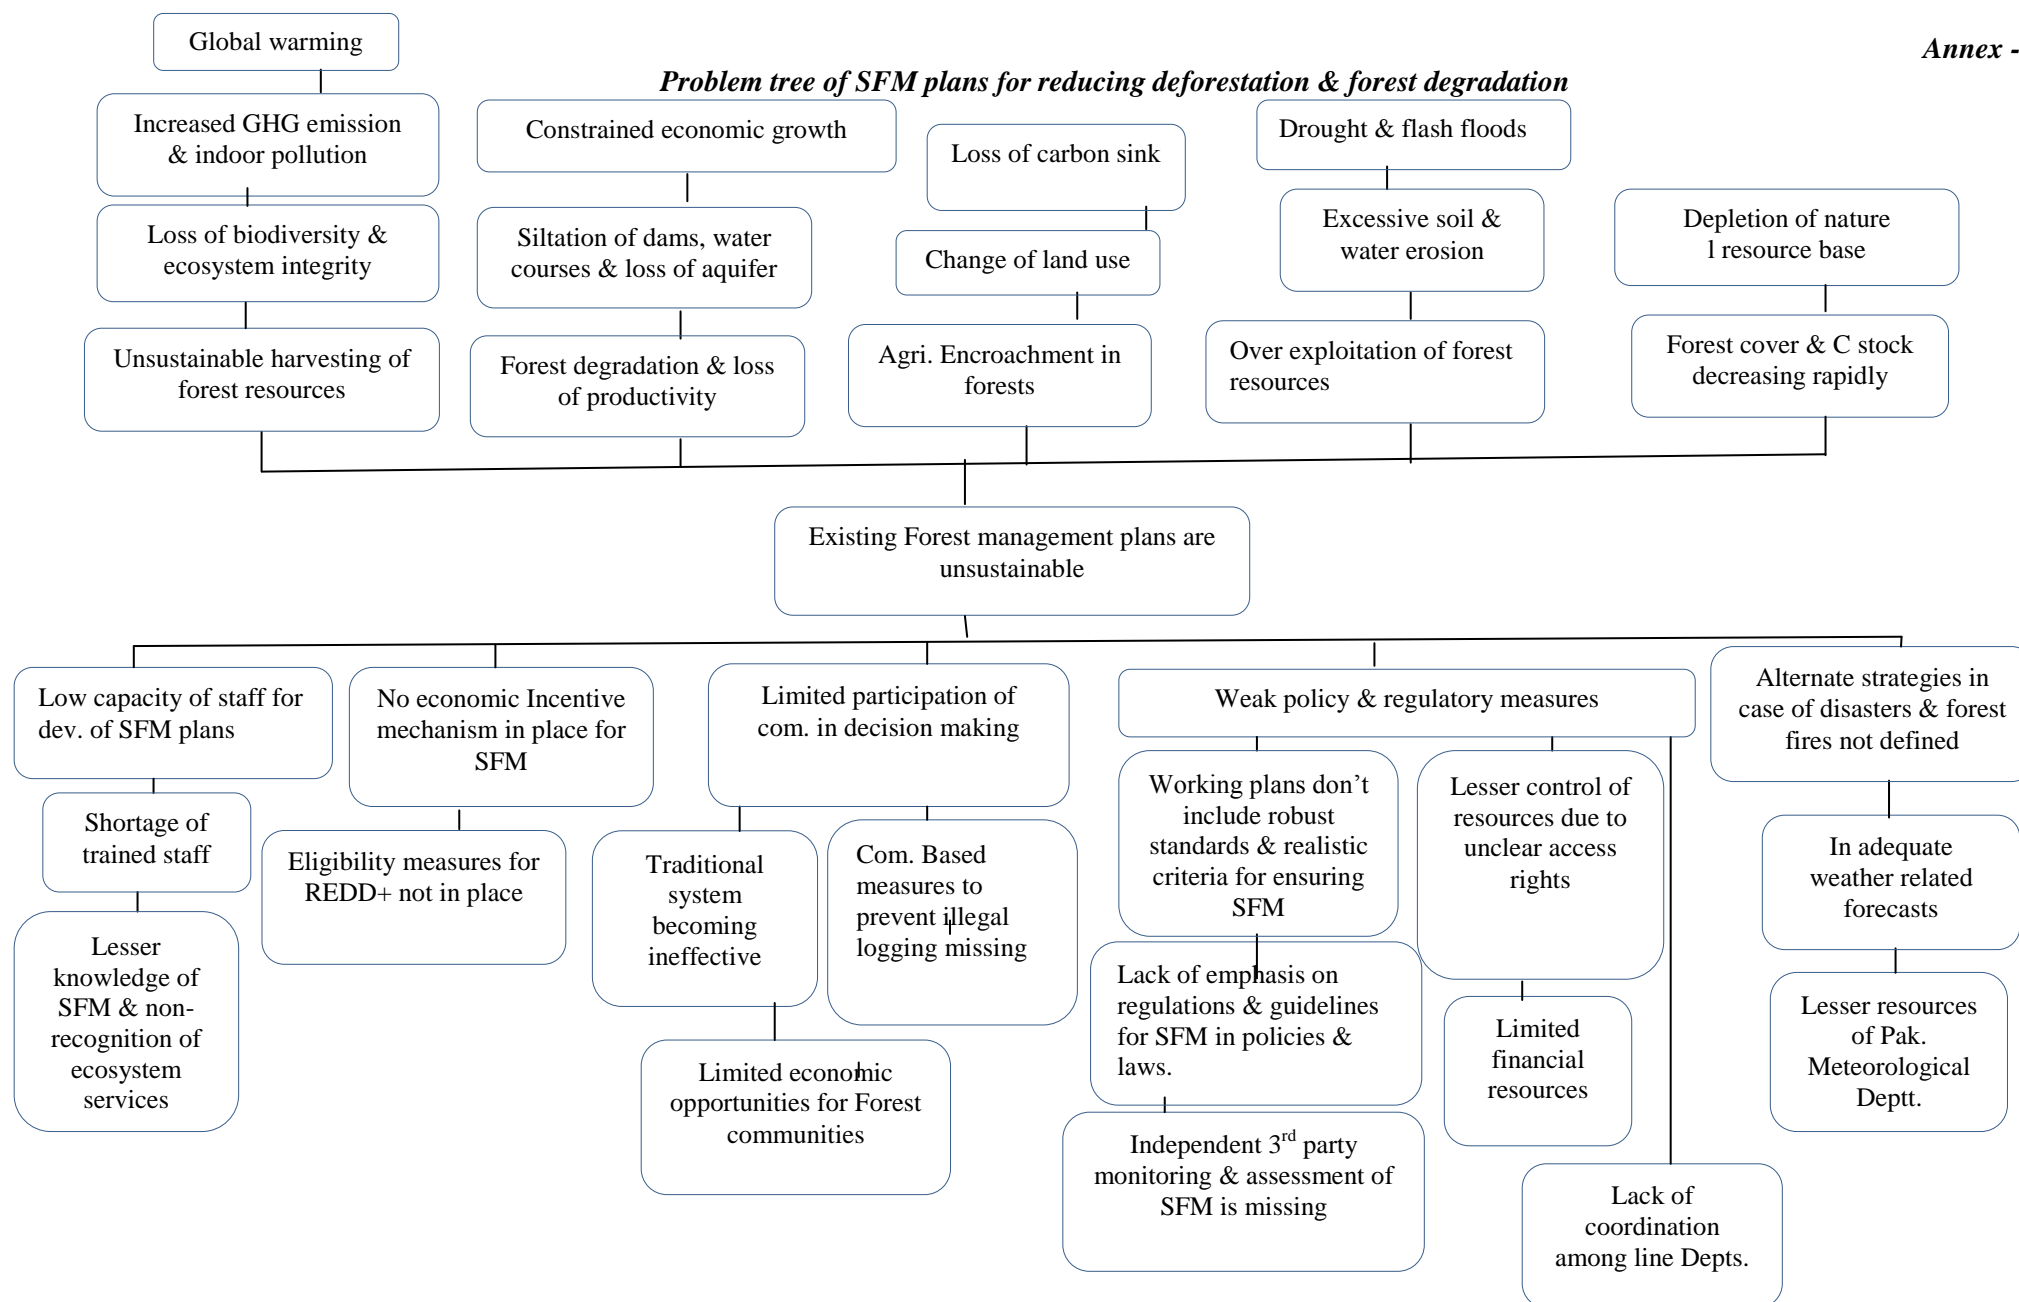 Global warming
Annex -
Problem tree of SFM plans for reducing deforestation & forest degradation
Increased GHG emission
& indoor pollution
Constrained economic growth
Loss of carbon sink
Drought & flash floods
Loss of biodiversity &
ecosystem integrity
Siltation of dams, water
courses & loss of aquifer
Change of land use
Excessive soil &
water erosion
Depletion of nature
l resource base
Unsustainable harvesting of
forest resources
Forest degradation & loss
of productivity
Agri. Encroachment in
forests
Over exploitation of forest
resources
Forest cover & C stock
decreasing rapidly
Existing Forest management plans are
unsustainable
Low capacity of staff for
dev. of SFM plans
No economic Incentive
mechanism in place for
SFM
Limited participation of
com. in decision making
Weak policy & regulatory measures
Alternate strategies in
case of disasters & forest
fires not defined
Shortage of
trained staff
Eligibility measures for
REDD+ not in place
Traditional
system
becoming
ineffective
Com. Based
measures to
prevent illegal
logging missing
Working plans don’t
include robust
standards & realistic
criteria for ensuring
SFM
Lesser control of
resources due to
unclear access
rights
In adequate
weather related
forecasts
Lesser
knowledge of
SFM & non-
recognition of
ecosystem
services
Limited economic
opportunities for Forest
communities
Lack of emphasis on
regulations & guidelines
for SFM in policies &
laws.
Limited
financial
resources
Lesser resources
of Pak.
Meteorological
Deptt.
Independent 3rd party
monitoring & assessment of
SFM is missing
Lack of
coordination
among line Depts.